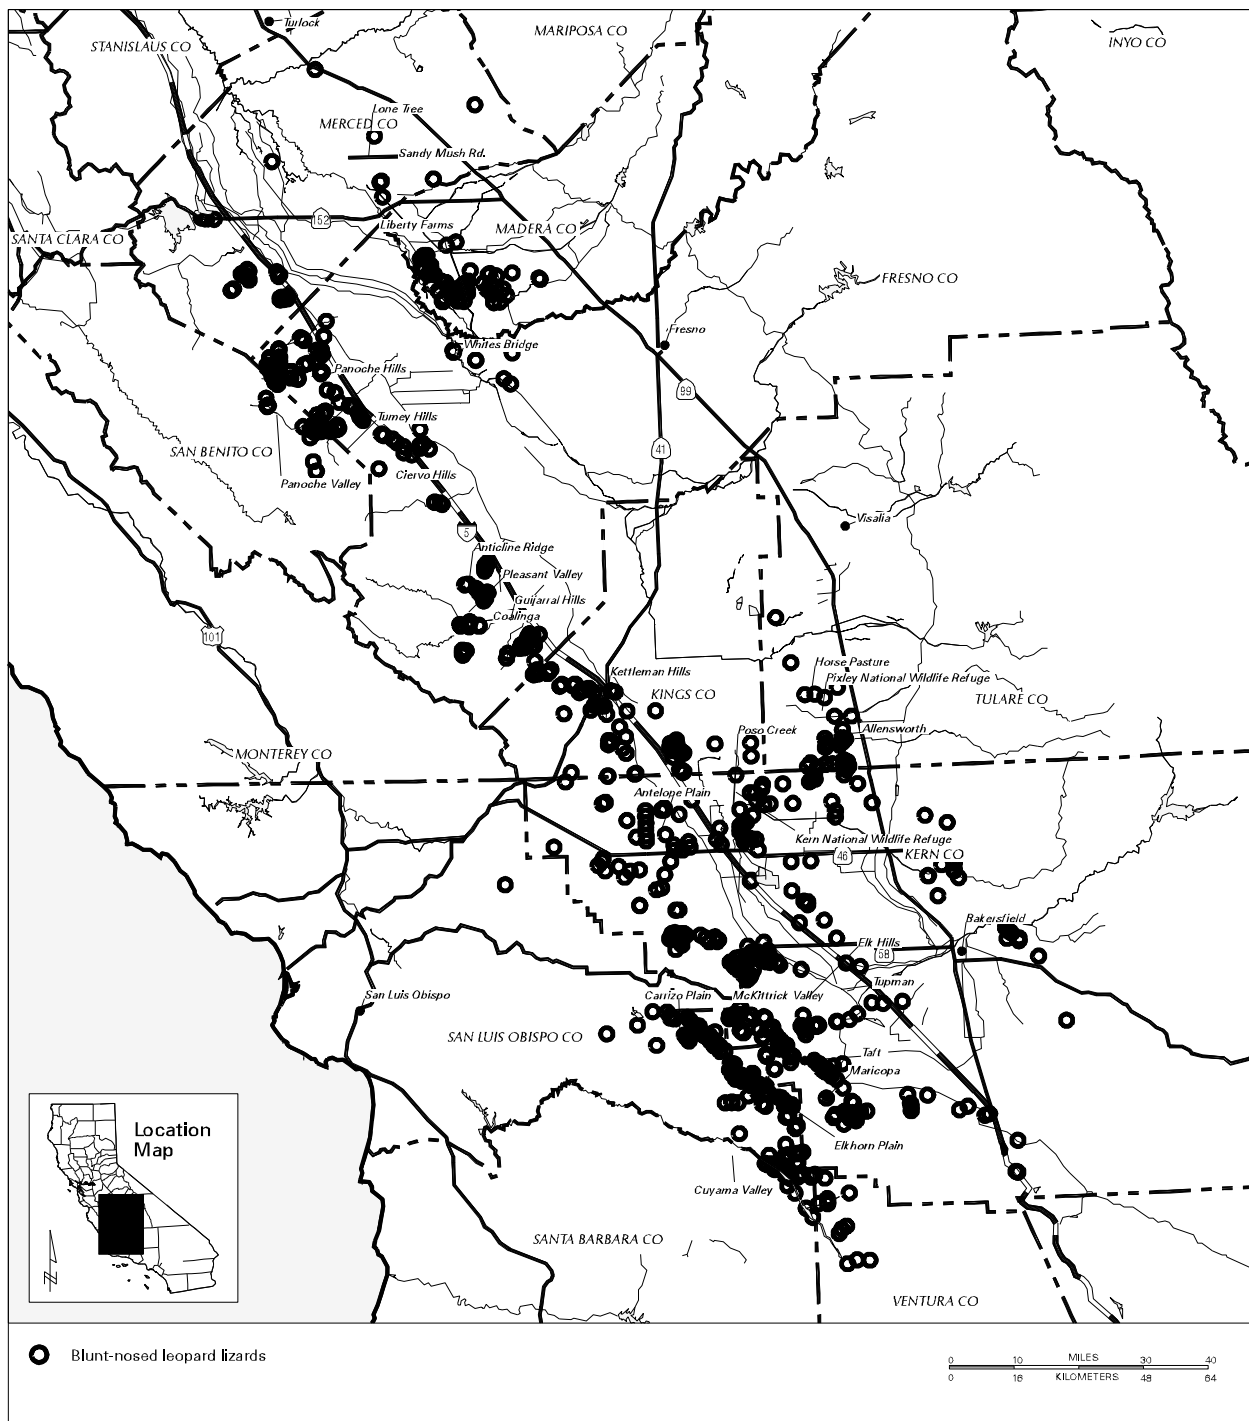 Turlock
STANISLAUS CO
MARIPOSA CO
INYO CO
Lone Tree
MERCED CO
Sandy Mush Rd.
152
Liberty Farms
MADERA CO
SANTA CLARA CO
FRESNO CO
Fresno
Whites Bridge
Panoche Hills
99
Tumey Hills
41
SAN BENITO CO
Ciervo Hills
Panoche Valley
Visalia
5
Anticline Ridge
Pleasant Valley
Guijarral Hills
Coalinga
101
Kettleman Hills
Horse Pasture
Pixley National Wildlife Refuge
KINGS CO
TULARE CO
Poso Creek
Allensworth
MONTEREY CO
Antelope Plain
Kern National Wildlife Refuge
46
KERN CO
Bakersfield
Elk Hills
58
Tupman
San Luis Obispo
Carrizo Plain
McKittrick Valley
SAN LUIS OBISPO CO
Taft
Maricopa
Elkhorn Plain
Cuyama Valley
SANTA BARBARA CO
VENTURA CO
Location
Map
N
Blunt-nosed leopard lizards
0 10 MILES 30 40
0 16 KILOMETERS 48 64